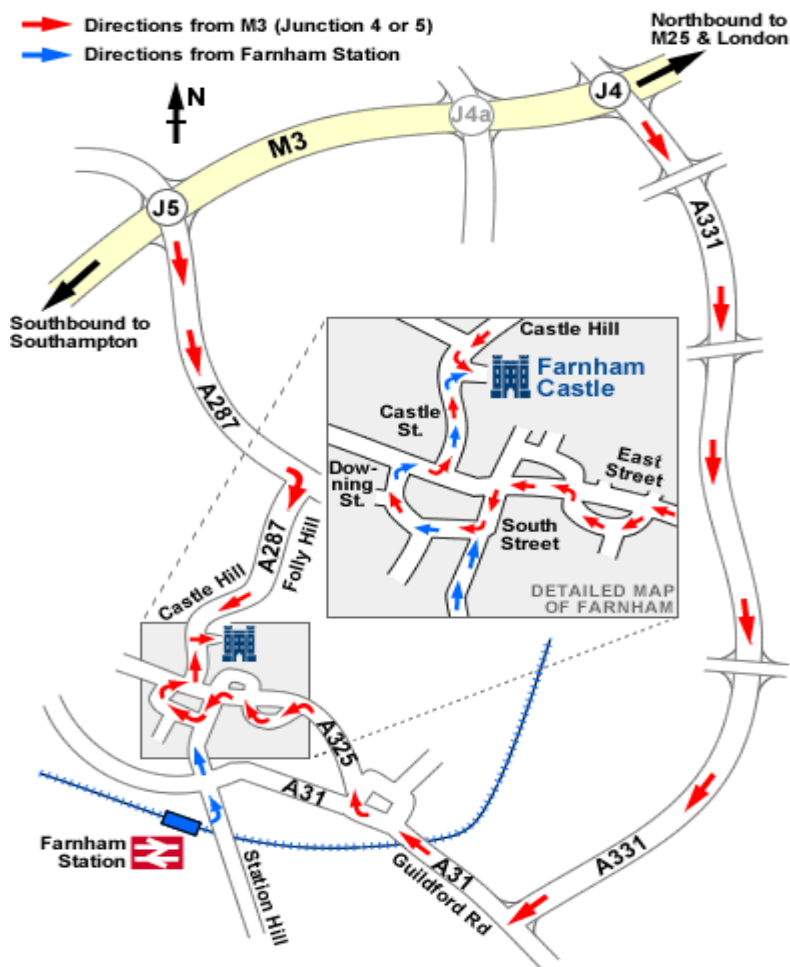 Directions from M3 (Junction 4 or 5)
Directions from Farnham Station
Northbound to
M25 & London
N
J4
J4a
M3
J5
A331
Southbound to
Southampton
A287
Castle Hill
Farnham
Castle
Castle
St.
East
Street
Dow-
ning
St.
South
Street
DETAILED MAP
OF FARNHAM
A287
Folly Hill
Castle Hill
A325
A31
Farnham
Station
Station Hill
A31
Guildford Rd
A331